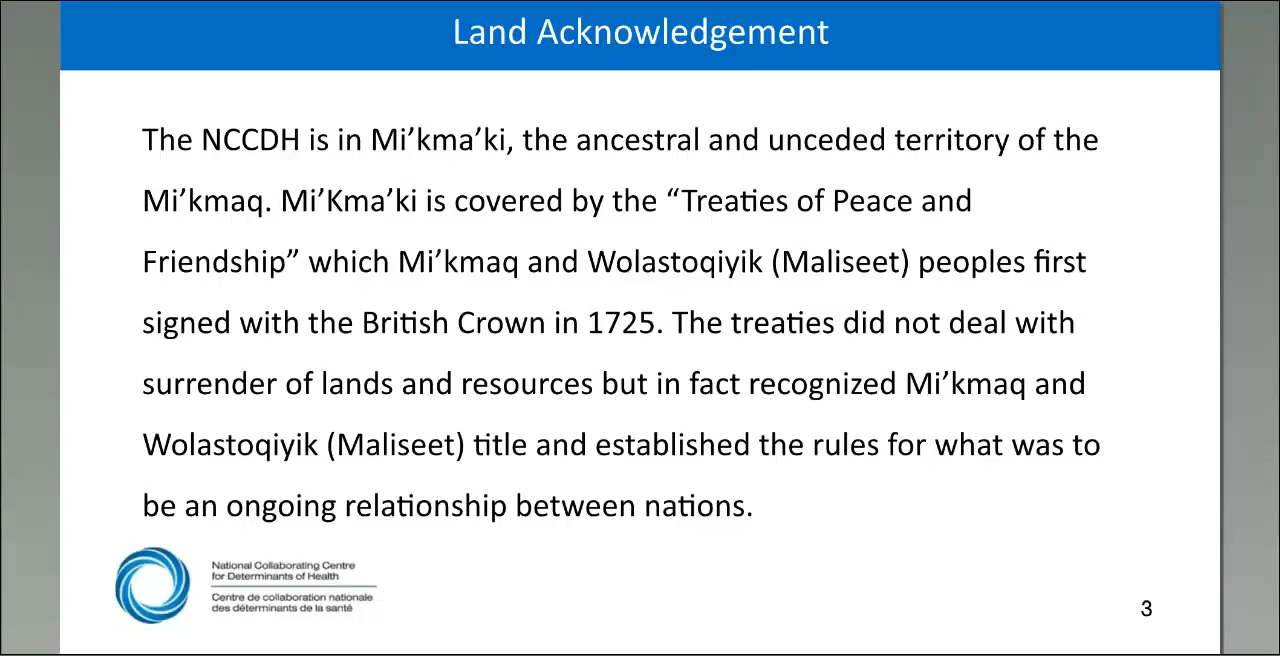 Land Acknowledgement
The NCCDH is in Mi’kma’ki, the ancestral and unceded territory of the
Mi’kmaq. Mi’Kma’ki is covered by the “Treaties of Peace and
Friendship” which Mi’kmaq and Wolastoqiyik (Maliseet) peoples first
signed with the British Crown in 1725. The treaties did not deal with
surrender of lands and resources but in fact recognized Mi’kmaq and
Wolastoqiyik (Maliseet) title and established the rules for what was to
be an ongoing relationship between nations.
National Collaborating Centre
for Determinants of Health
Centre de collaboration nationale
des déterminants de la santé
3